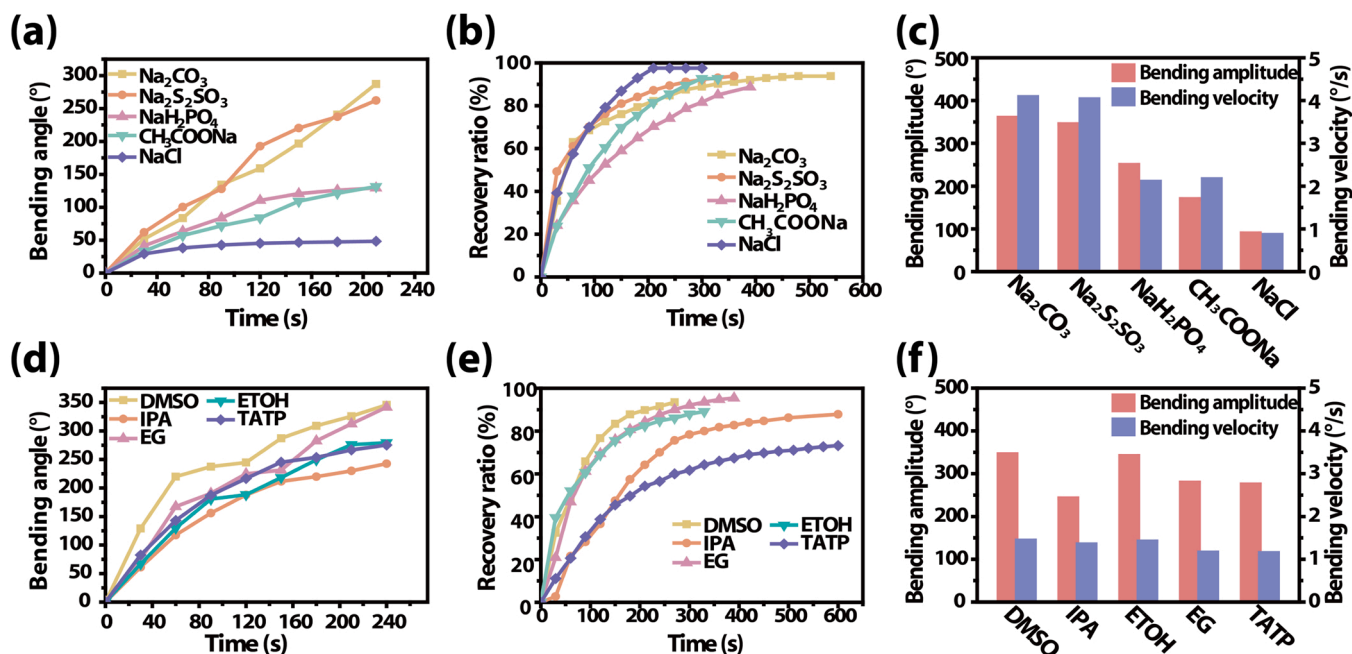 (a)
Bending angle (°)
300
250
200
150
100
50
0
Na₂CO₃
Na₂S₂SO₃
NaH₂PO₄
CH₃COONa
NaCl
0 40 80 120 160 200 240
Time (s)
(b)
Recovery ratio (%)
100
80
60
40
20
0
Na₂CO₃
Na₂S₂SO₃
NaH₂PO₄
CH₃COONa
NaCl
0 100 200 300 400 500 600
Time (s)
(c)
Bending amplitude (°)
500
400
300
200
100
0
Bending amplitude
Bending velocity
5
4
3
2
1
0
Bending velocity (°/s)
Na₂CO₃
Na₂S₂SO₃
NaH₂PO₄
CH₃COONa
NaCl
(d)
Bending angle (°)
350
300
250
200
150
100
50
0
DMSO ETOH
IPA TATP
EG
0 40 80 120 160 200 240
Time (s)
(e)
Recovery ratio (%)
100
80
60
40
20
0
DMSO ETOH
IPA TATP
EG
0 100 200 300 400 500 600
Time (s)
(f)
Bending amplitude (°)
500
400
300
200
100
0
Bending amplitude
Bending velocity
5
4
3
2
1
0
Bending velocity (°/s)
DMSO
IPA
ETOH
EG
TATP